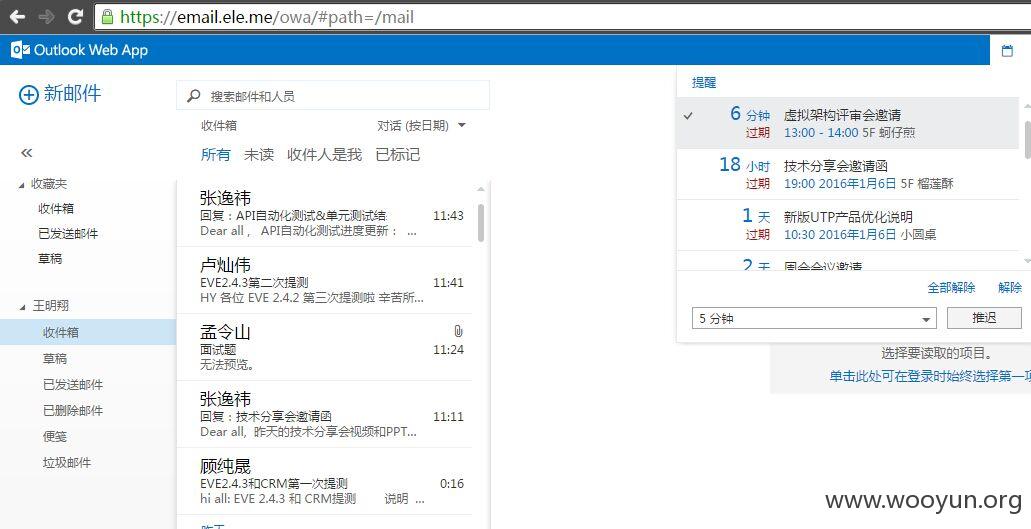 https://email.ele.me/owa/#path=/mail
Outlook Web App
新邮件
搜索邮件和人员
收件箱
对话 (按日期)
所有 未读 收件人是我 已标记
«
收藏夹
收件箱
已发送邮件
草稿
王明翔
收件箱
草稿
已发送邮件
已删除邮件
便笺
垃圾邮件
张逸祎
回复：API自动化测试&单元测试结 11:43
Dear all， API自动化测试进度更新： ...
卢灿伟
EVE2.4.3第二次提测 11:41
HY 各位 EVE 2.4.2 第三次提测啦 辛苦所...
孟令山
面试题 11:24
无法预览。
张逸祎
回复：技术分享会邀请函 11:11
Dear all, 昨天的技术分享会视频和PPT...
顾纯晟
EVE2.4.3和CRM第一次提测 0:16
hi all: EVE 2.4.3 和 CRM提测 说明 ...
昨天
提醒
6 分钟 虚拟架构评审会邀请
过期 13:00 - 14:00 5F 蚵仔煎
18 小时 技术分享会邀请函
过期 19:00 2016年1月6日 5F 榴莲酥
1 天 新版UTP产品优化说明
过期 10:30 2016年1月6日 小圆桌
2 天 周会会议邀请
全部解除 解除
5 分钟 推迟
选择要读取的项目。
单击此处可在登录时始终选择第一项
www.wooyun.org